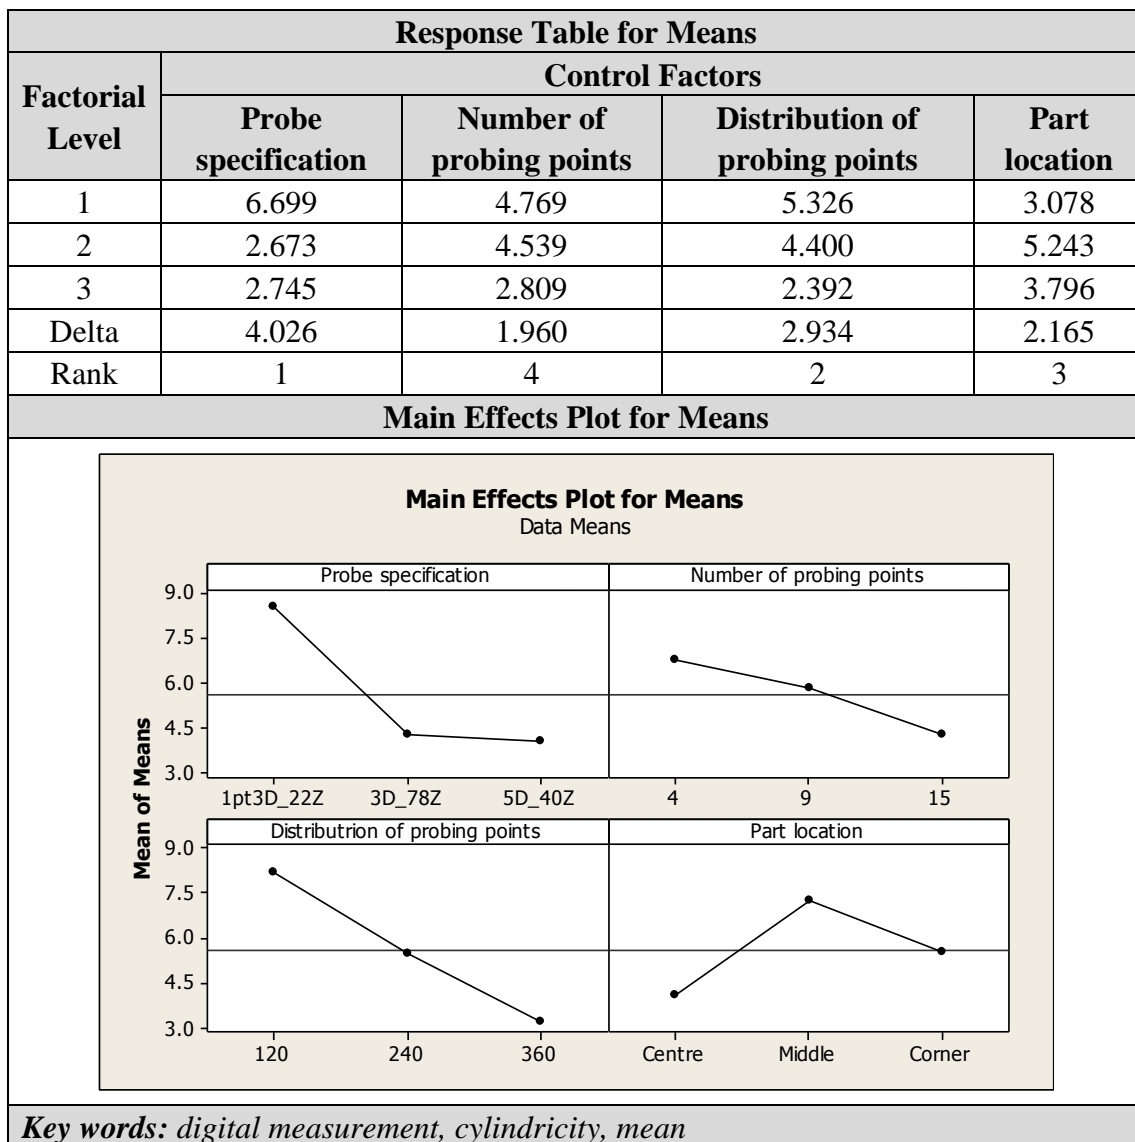 Response Table for Means
Factorial Level
Control Factors
Probe specification
Number of probing points
Distribution of probing points
Part location
1 6.699 4.769 5.326 3.078
2 2.673 4.539 4.400 5.243
3 2.745 2.809 2.392 3.796
Delta 4.026 1.960 2.934 2.165
Rank 1 4 2 3
Main Effects Plot for Means
Main Effects Plot for Means
Data Means
Mean of Means
Probe specification Number of probing points
9.0
7.5
6.0
4.5
3.0
1pt3D_22Z 3D_78Z 5D_40Z 4 9 15
Distributrion of probing points Part location
9.0
7.5
6.0
4.5
3.0
120 240 360 Centre Middle Corner
Key words: digital measurement, cylindricity, mean